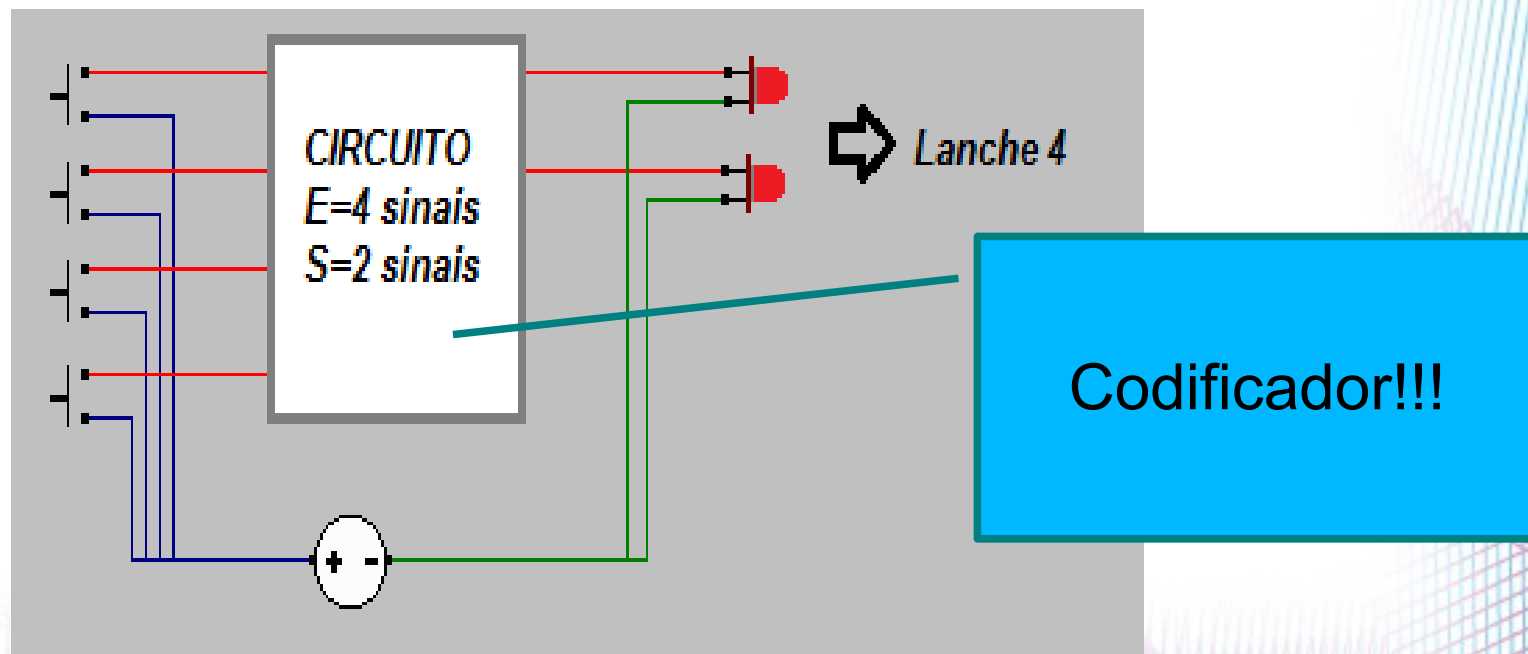 CIRCUITO
E=4 sinais
S=2 sinais
Lanche 4
Codificador!!!
+ -